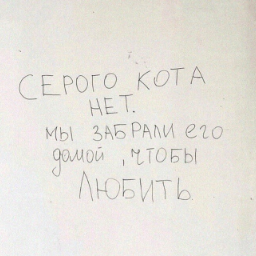 СЕРОГО КОТА
НЕТ.
МЫ ЗАБРАЛИ ЕГО
домой, ЧТОБЫ
ЛЮБИТЬ